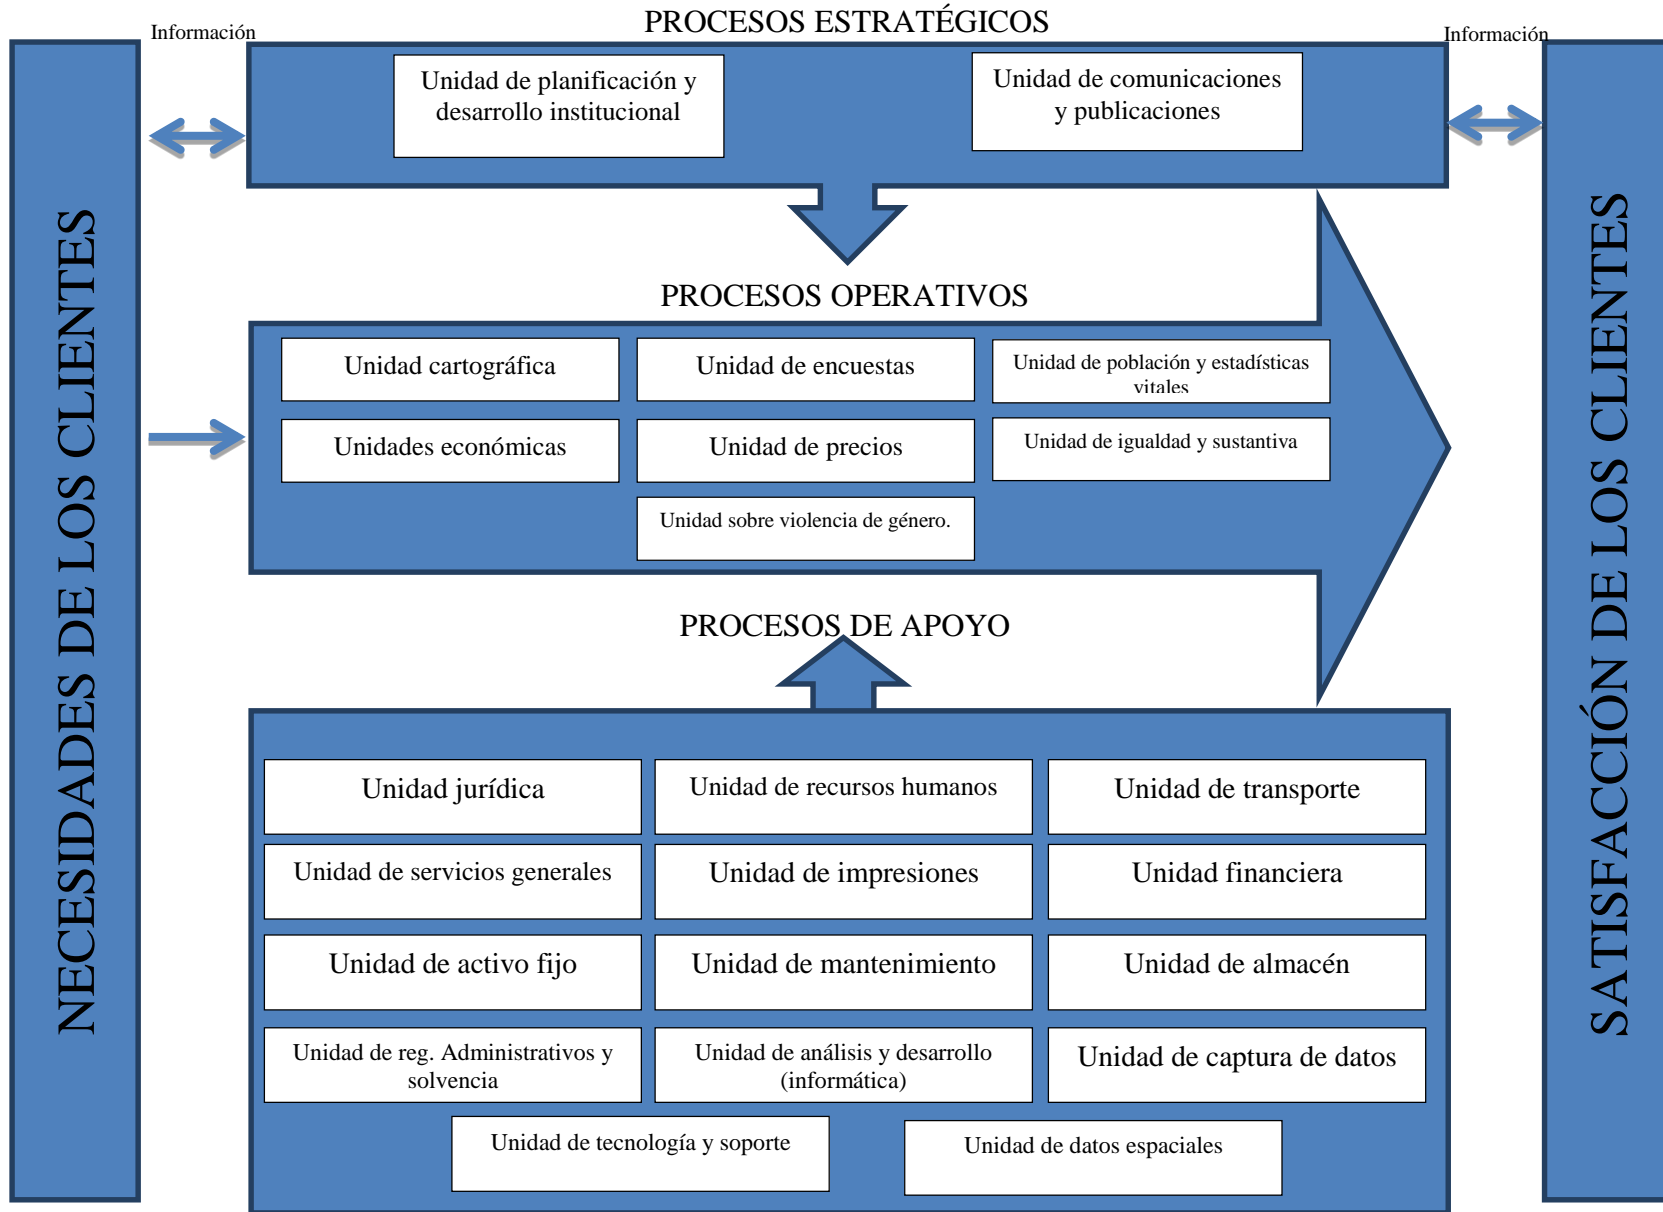 PROCESOS ESTRATÉGICOS
Información
Información
Unidad de planificación y
desarrollo institucional
Unidad de comunicaciones
y publicaciones
NECESIDADES DE LOS CLIENTES
SATISFACCIÓN DE LOS CLIENTES
PROCESOS OPERATIVOS
Unidad cartográfica
Unidad de encuestas
Unidad de población y estadísticas
vitales
Unidades económicas
Unidad de precios
Unidad de igualdad y sustantiva
Unidad sobre violencia de género.
PROCESOS DE APOYO
Unidad jurídica
Unidad de recursos humanos
Unidad de transporte
Unidad de servicios generales
Unidad de impresiones
Unidad financiera
Unidad de activo fijo
Unidad de mantenimiento
Unidad de almacén
Unidad de reg. Administrativos y
solvencia
Unidad de análisis y desarrollo
(informática)
Unidad de captura de datos
Unidad de tecnología y soporte
Unidad de datos espaciales